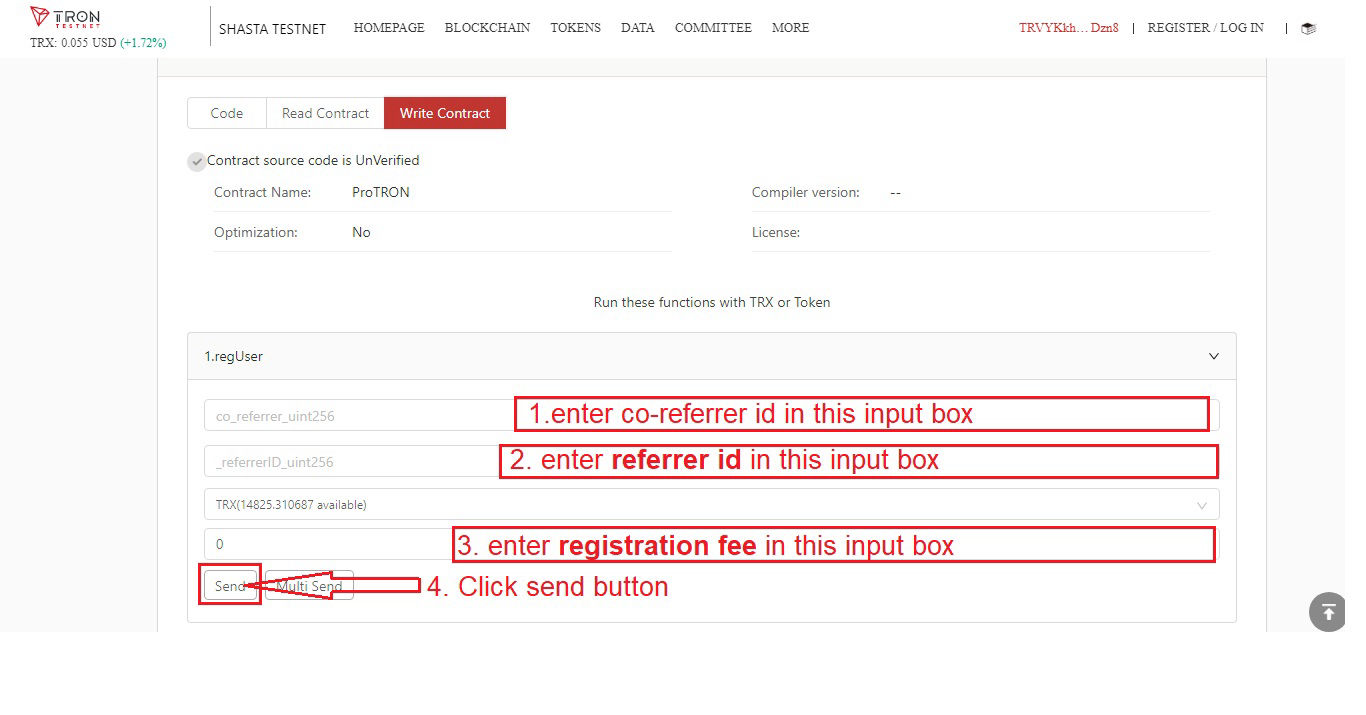 TRON
TESTNET
TRX: 0.055 USD (+1.72%)
SHASTA TESTNET
HOMEPAGE BLOCKCHAIN TOKENS DATA COMMITTEE MORE
TRVYKkh... Dzn8 | REGISTER / LOG IN |
Code Read Contract Write Contract
Contract source code is UnVerified
Contract Name: ProTRON Compiler version: --
Optimization: No License:
Run these functions with TRX or Token
1.regUser
co_referrer_uint256 1.enter co-referrer id in this input box
_referrerID_uint256 2. enter referrer id in this input box
TRX(14825.310687 available)
0 3. enter registration fee in this input box
Send Multi Send 4. Click send button